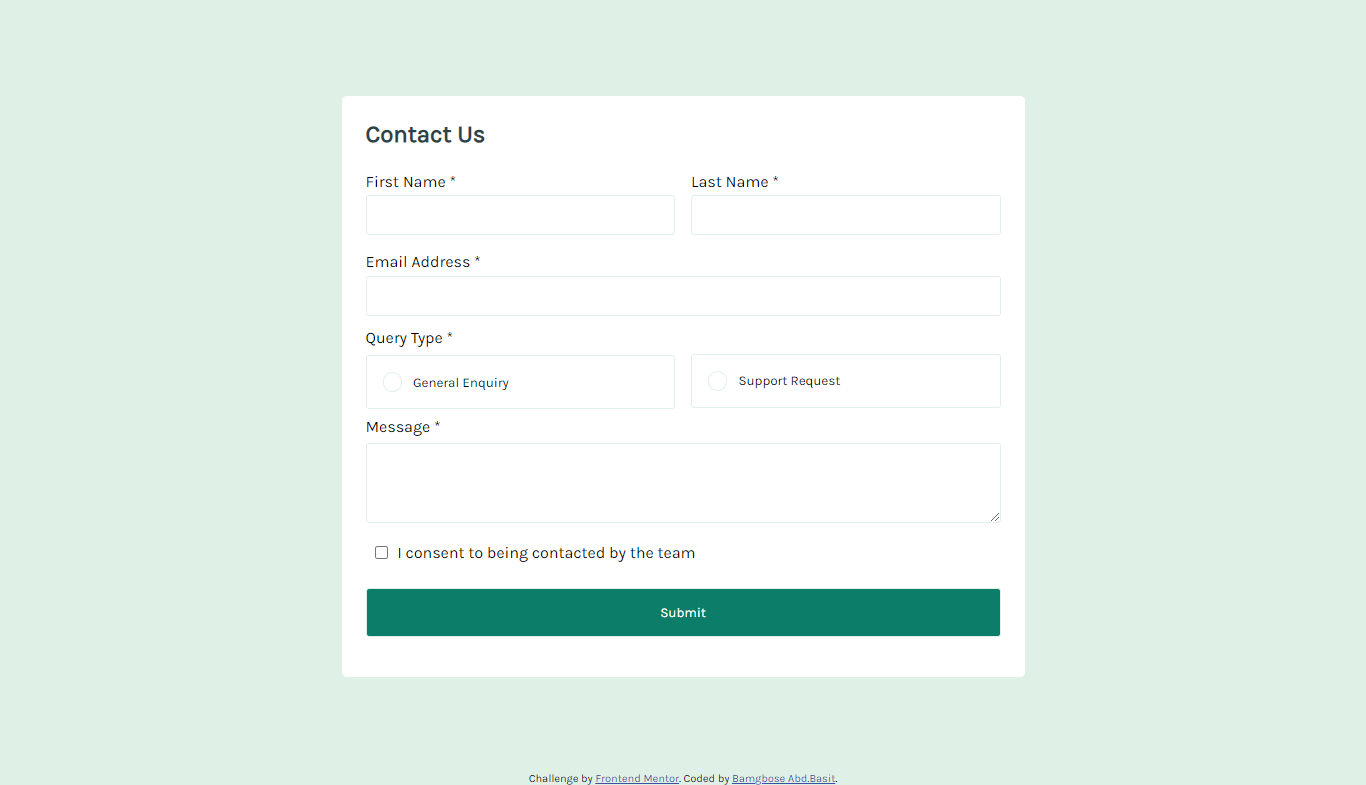 Contact Us
First Name * Last Name *
Email Address *
Query Type *
General Enquiry Support Request
Message *
I consent to being contacted by the team
Submit
Challenge by Frontend Mentor. Coded by Bamgbose Abd.Basit.